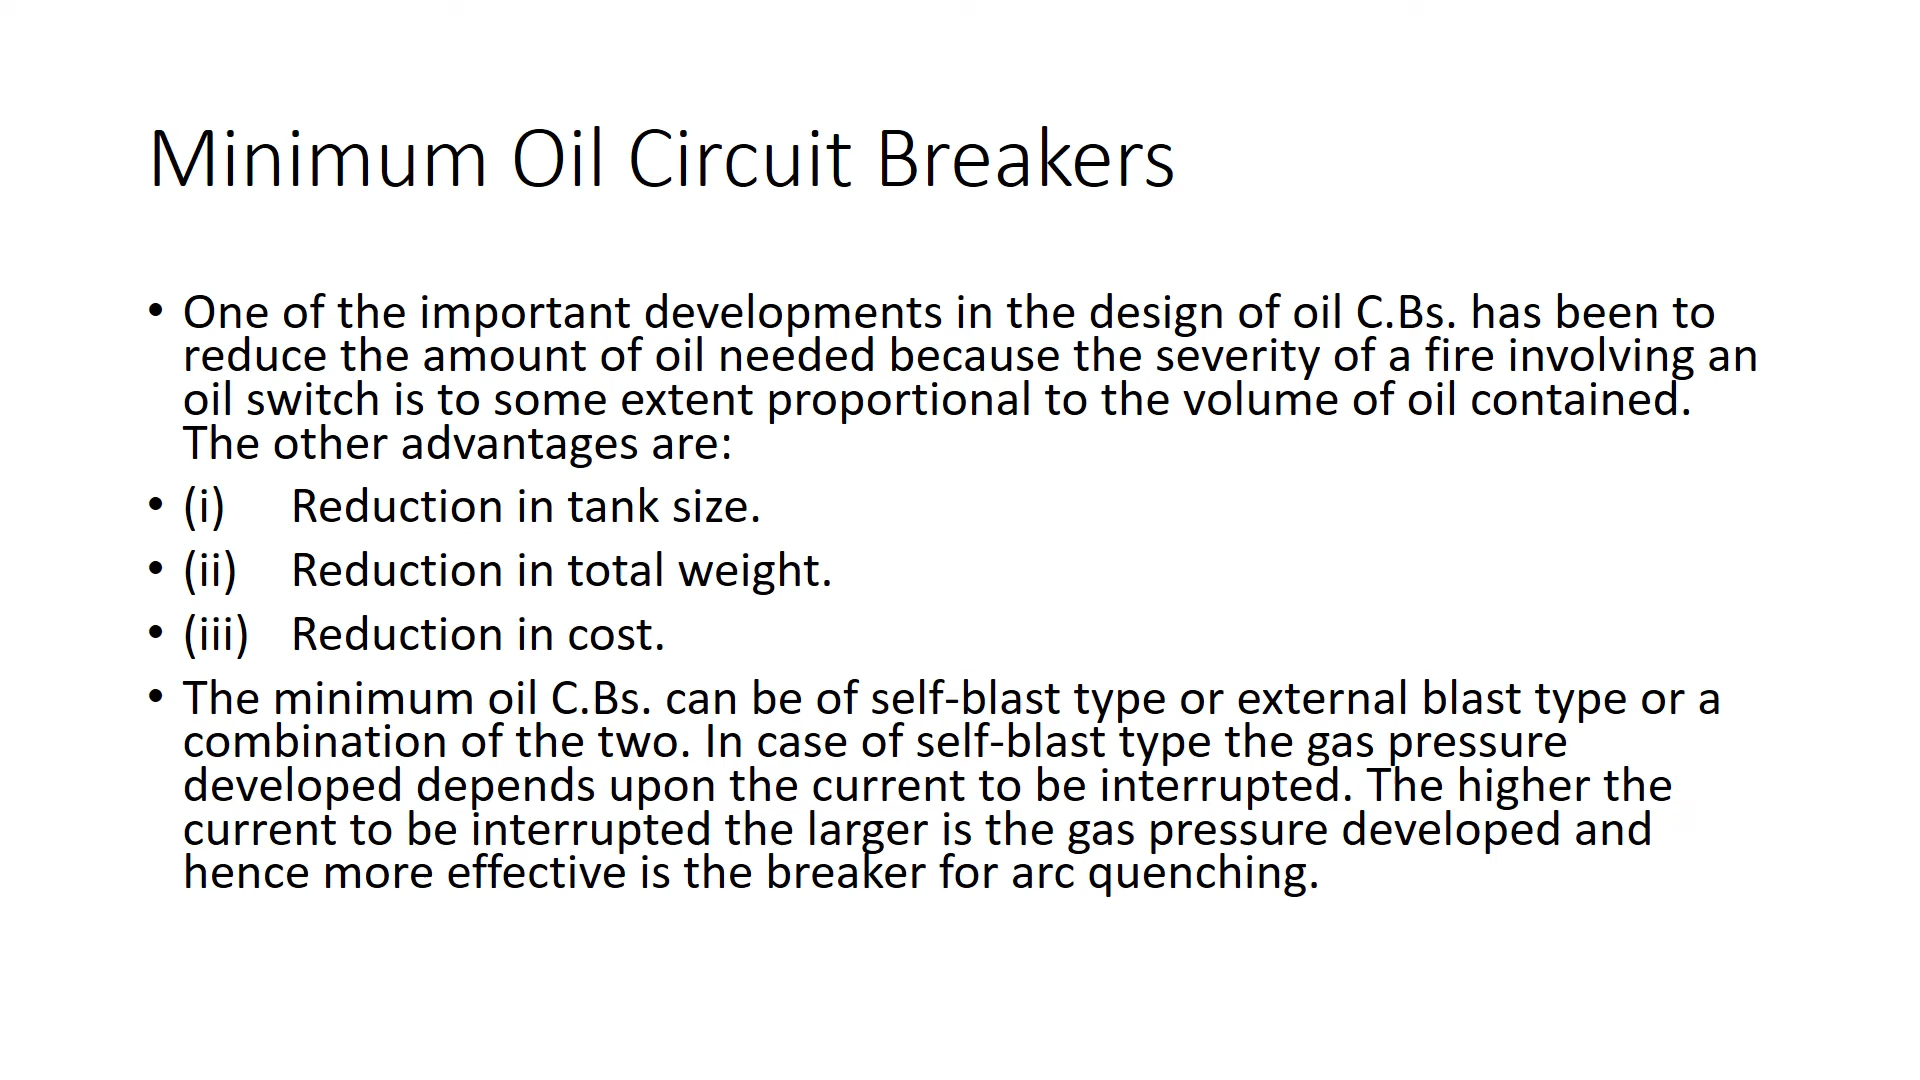 Minimum Oil Circuit Breakers
• One of the important developments in the design of oil C.Bs. has been to
reduce the amount of oil needed because the severity of a fire involving an
oil switch is to some extent proportional to the volume of oil contained.
The other advantages are:
• (i) Reduction in tank size.
• (ii) Reduction in total weight.
• (iii) Reduction in cost.
• The minimum oil C.Bs. can be of self-blast type or external blast type or a
combination of the two. In case of self-blast type the gas pressure
developed depends upon the current to be interrupted. The higher the
current to be interrupted the larger is the gas pressure developed and
hence more effective is the breaker for arc quenching.